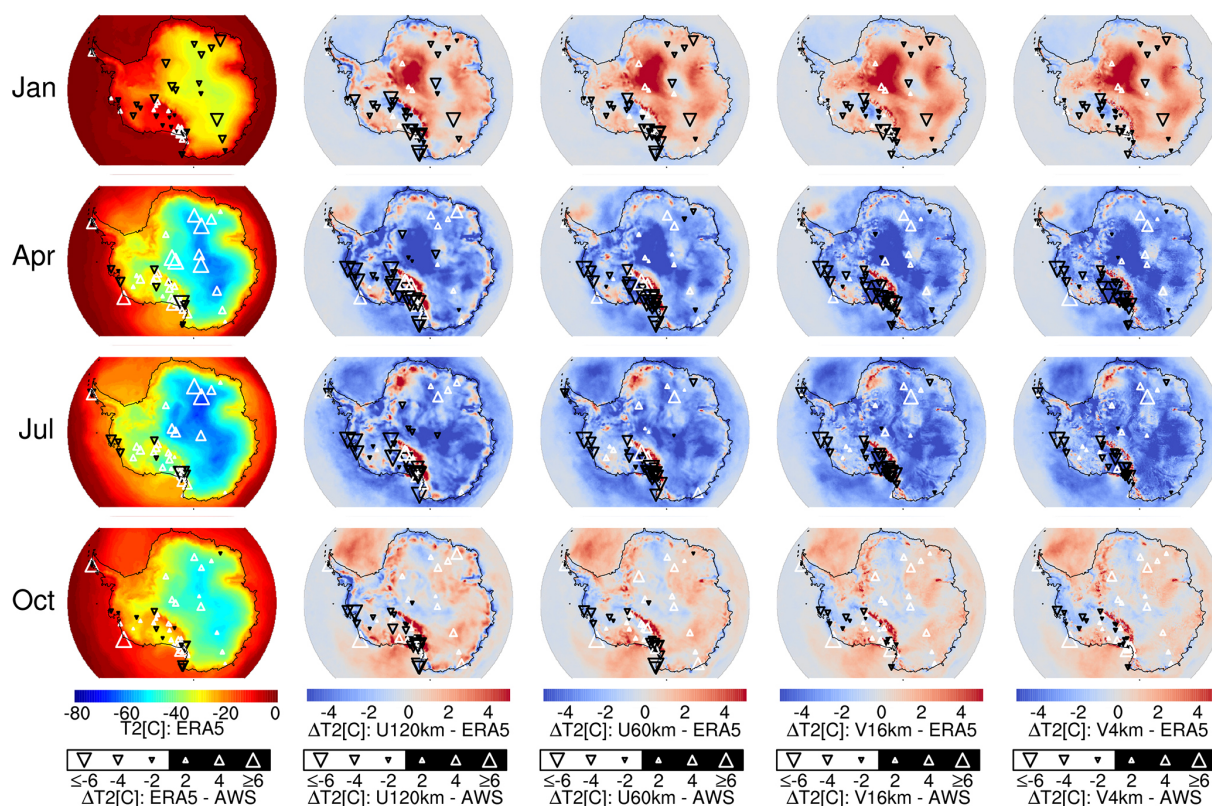 Jan
Apr
Jul
Oct
-80 -60 -40 -20 0
T2[C]: ERA5
-4 -2 0 2 4
ΔT2[C]: U120km - ERA5
-4 -2 0 2 4
ΔT2[C]: U60km - ERA5
-4 -2 0 2 4
ΔT2[C]: V16km - ERA5
-4 -2 0 2 4
ΔT2[C]: V4km - ERA5
≤-6 -4 -2 2 4 ≥6
ΔT2[C]: ERA5 - AWS
≤-6 -4 -2 2 4 ≥6
ΔT2[C]: U120km - AWS
≤-6 -4 -2 2 4 ≥6
ΔT2[C]: U60km - AWS
≤-6 -4 -2 2 4 ≥6
ΔT2[C]: V16km - AWS
≤-6 -4 -2 2 4 ≥6
ΔT2[C]: V4km - AWS